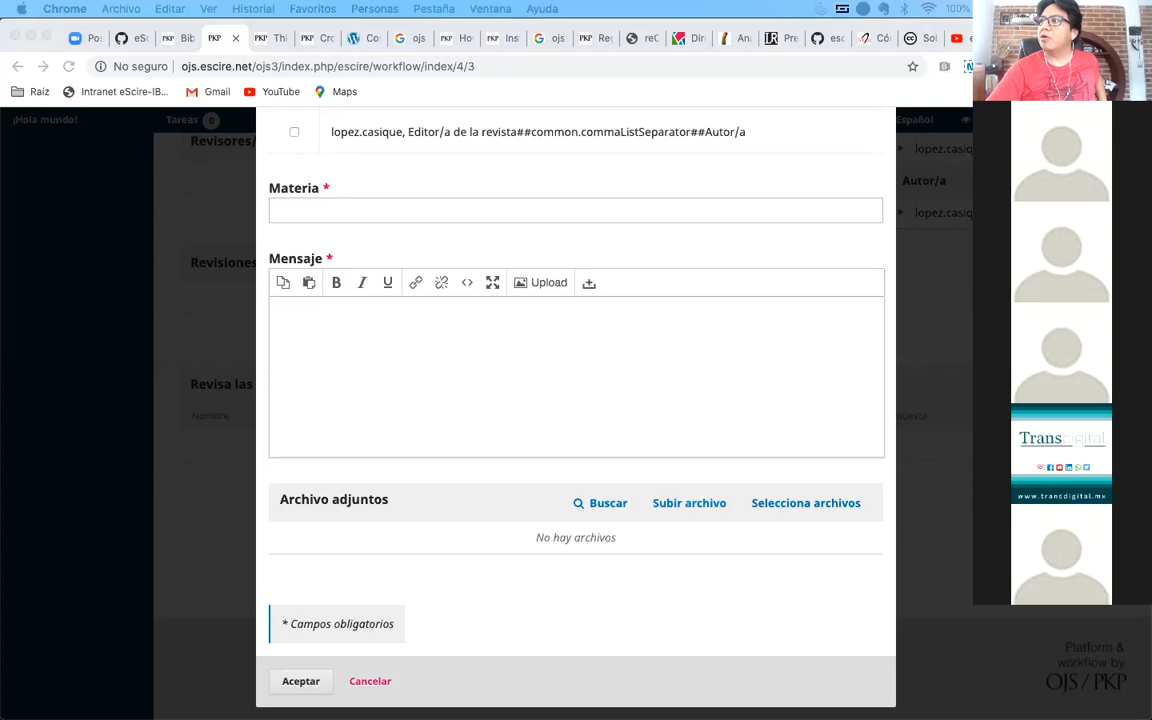 Chrome Archivo Editar Ver Historial Favoritos Personas Pestaña Ventana Ayuda 100%
No seguro ojs.escire.net/ojs3/index.php/escire/workflow/index/4/3
Raíz Intranet eScire-IB... Gmail YouTube Maps
¡Hola mundo! Tareas 0 Español
Revisores/
lopez.casique, Editor/a de la revista##common.commaListSeparator##Autor/a
lopez.casiq
Autor/a
Materia *
lopez.casiq
Mensaje *
Revisiones
B I U Upload
Revisa las
Nombre
Archivo adjuntos Buscar Subir archivo Selecciona archivos
No hay archivos
* Campos obligatorios
Aceptar Cancelar
Platform &
workflow by
OJS / PKP
Transdigital
www.transdigital.mx